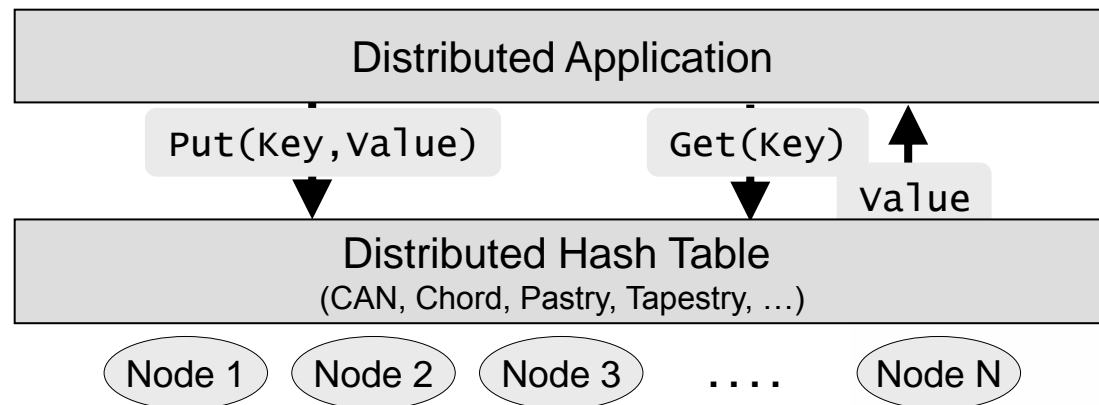 Distributed Application
Put(Key,Value)
Get(Key)
Value
Distributed Hash Table
(CAN, Chord, Pastry, Tapestry, …)
Node 1
Node 2
Node 3
....
Node N